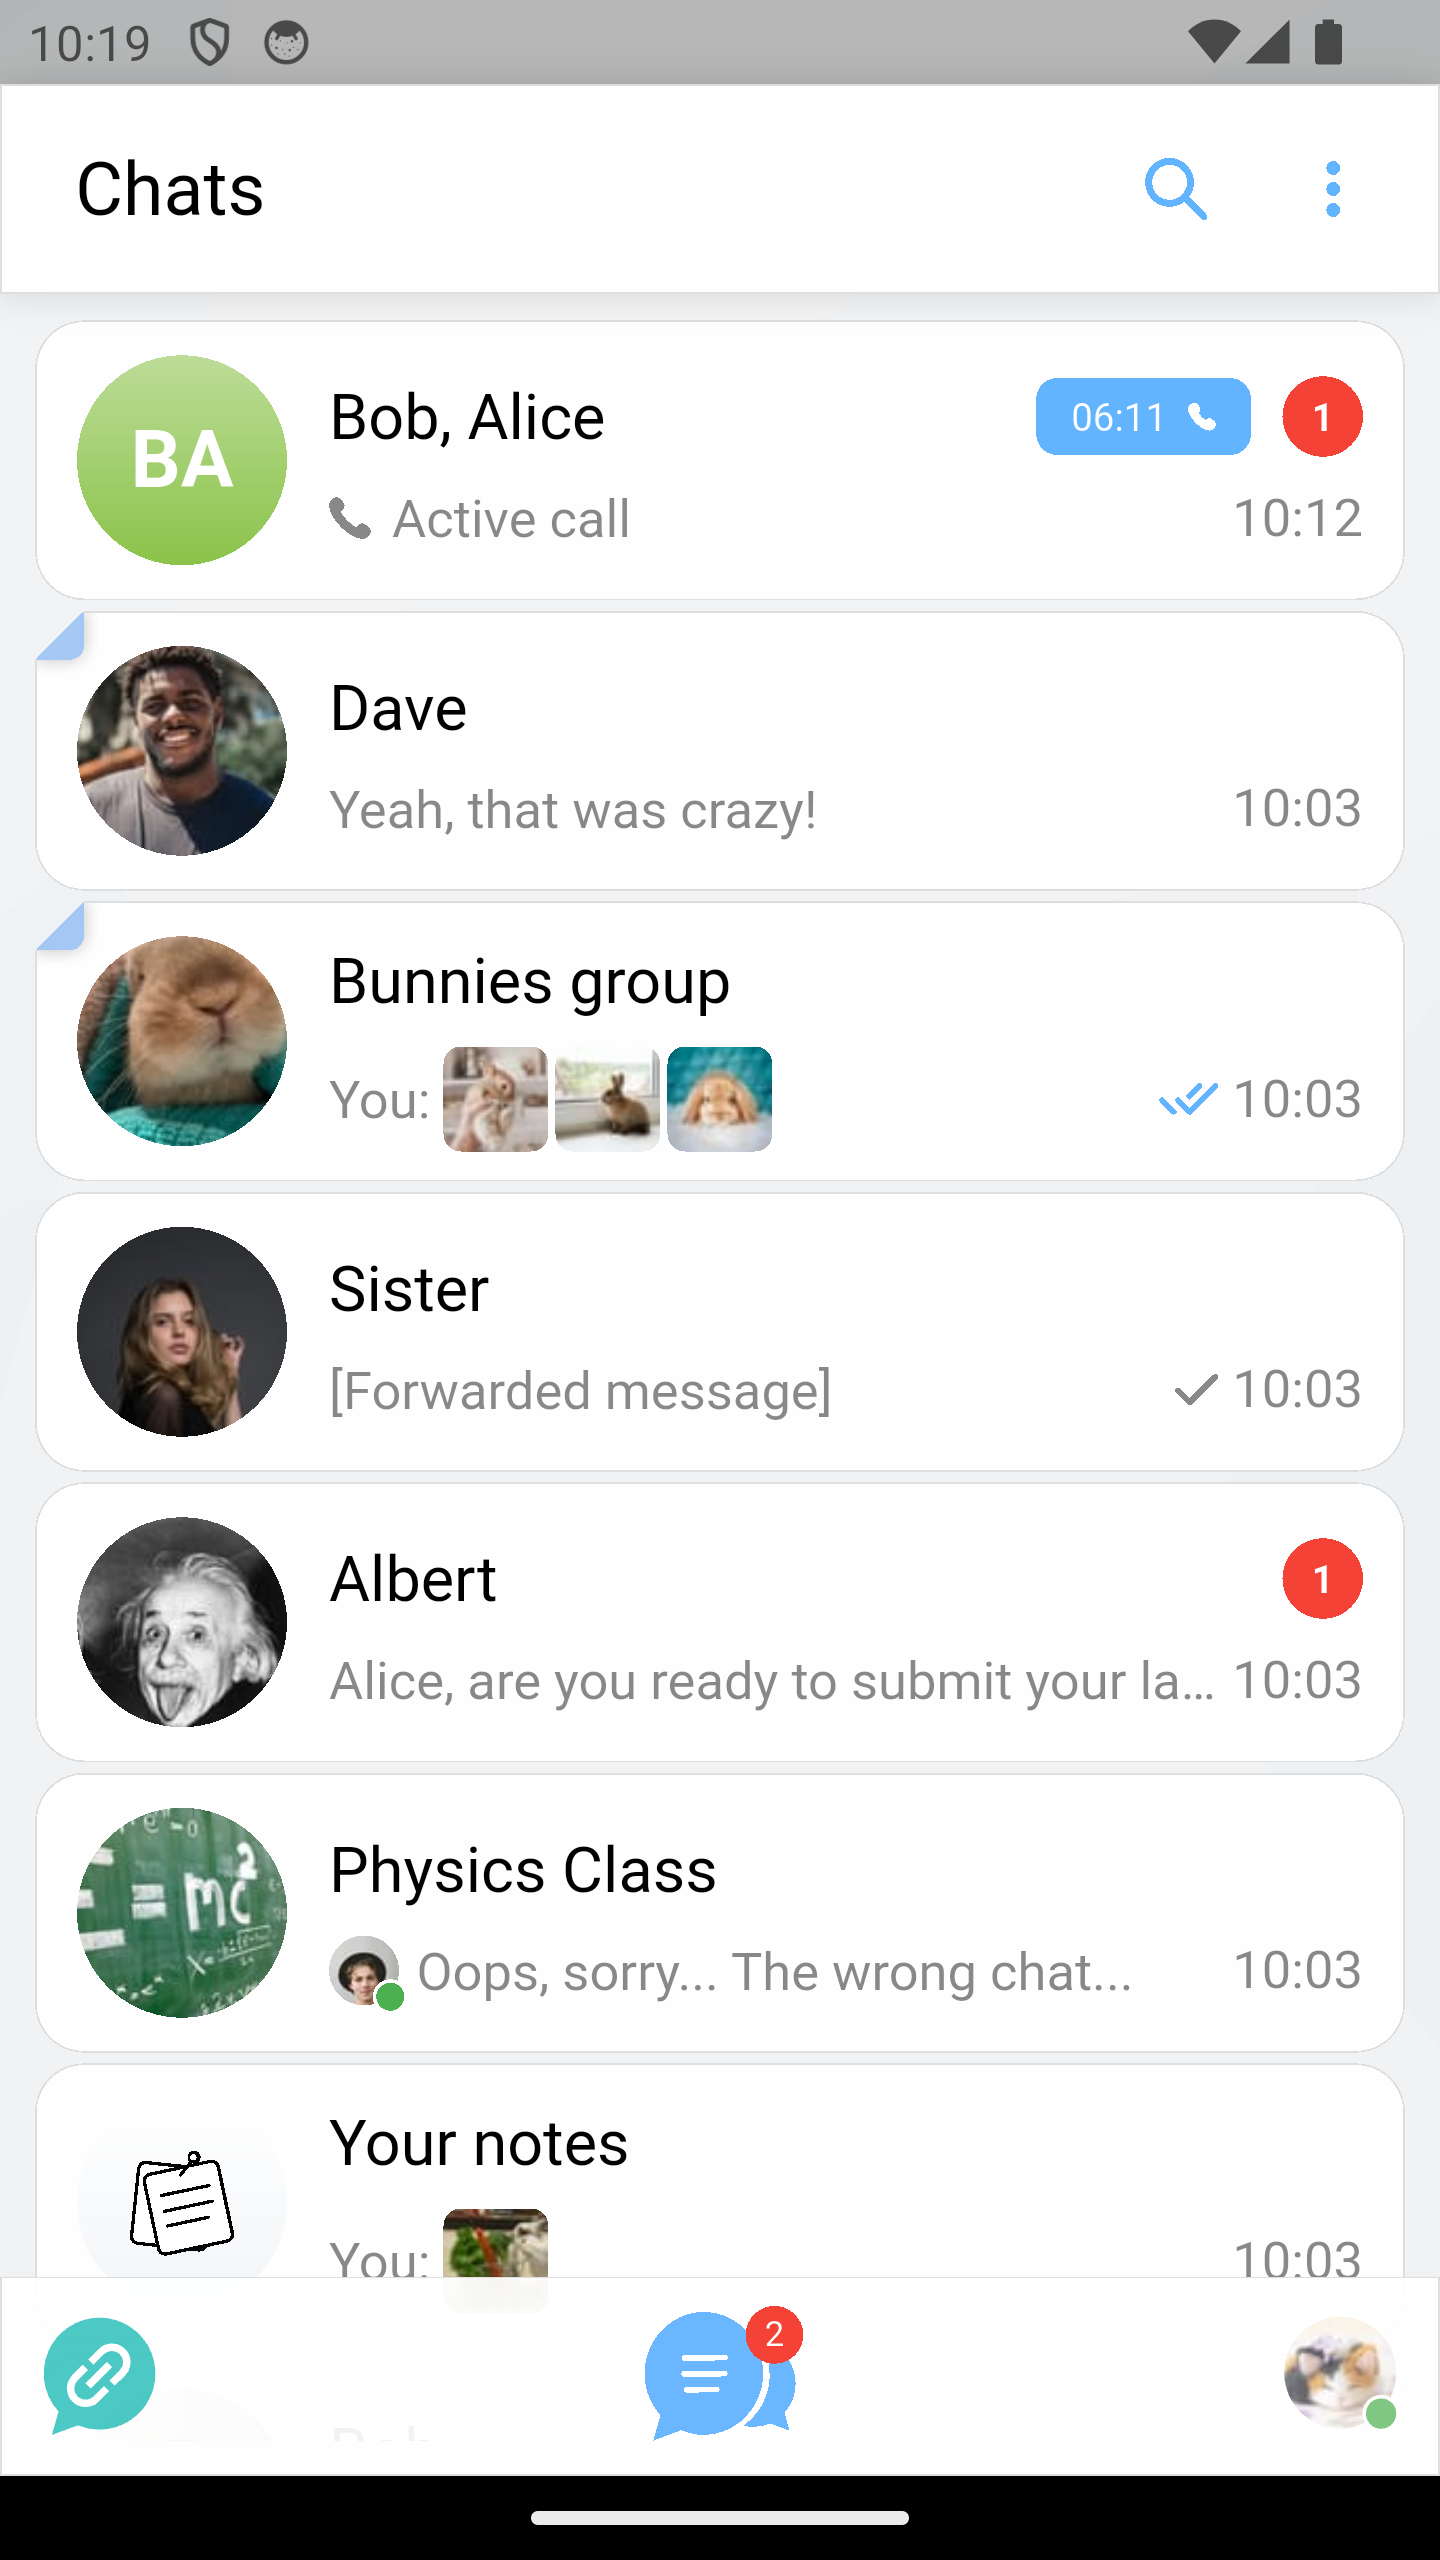 10:19
Chats
BA
Bob, Alice
06:11
1
Active call
10:12
Dave
Yeah, that was crazy!
10:03
Bunnies group
You:
10:03
Sister
[Forwarded message]
10:03
Albert
1
Alice, are you ready to submit your la...
10:03
= mc²
Physics Class
Oops, sorry... The wrong chat...
10:03
Your notes
You:
10:03
2
Bob